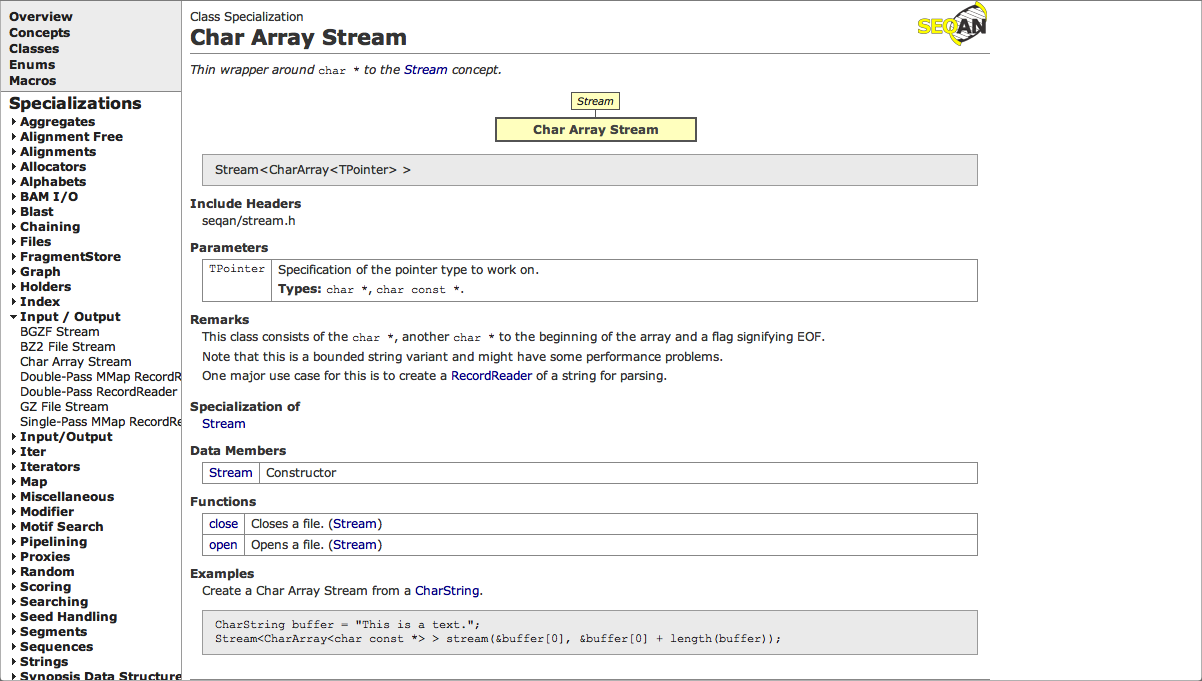 Overview
Concepts
Classes
Enums
Macros
Specializations
Aggregates
Alignment Free
Alignments
Allocators
Alphabets
BAM I/O
Blast
Chaining
Files
FragmentStore
Graph
Holders
Index
Input / Output
BGZF Stream
BZ2 File Stream
Char Array Stream
Double-Pass MMap RecordR
Double-Pass RecordReader
GZ File Stream
Single-Pass MMap RecordRe
Input/Output
Iter
Iterators
Map
Miscellaneous
Modifier
Motif Search
Pipelining
Proxies
Random
Scoring
Searching
Seed Handling
Segments
Sequences
Strings
Synopsis Data Structure
Class Specialization
Char Array Stream
SEQAN
Thin wrapper around char * to the Stream concept.
Stream
Char Array Stream
Stream<CharArray<TPointer> >
Include Headers
seqan/stream.h
Parameters
TPointer Specification of the pointer type to work on.
Types: char *, char const *.
Remarks
This class consists of the char *, another char * to the beginning of the array and a flag signifying EOF.
Note that this is a bounded string variant and might have some performance problems.
One major use case for this is to create a RecordReader of a string for parsing.
Specialization of
Stream
Data Members
Stream Constructor
Functions
close Closes a file. (Stream)
open Opens a file. (Stream)
Examples
Create a Char Array Stream from a CharString.
CharString buffer = "This is a text.";
Stream<CharArray<char const *> > stream(&buffer[0], &buffer[0] + length(buffer));